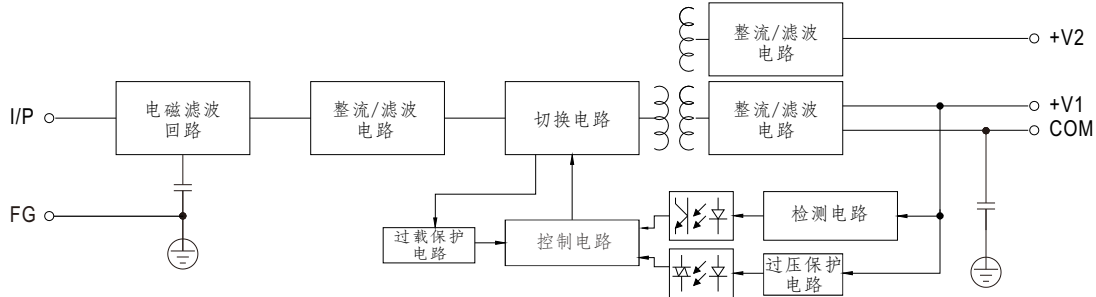 整流/滤波
电路
+V2
I/P
电磁滤波
回路
整流/滤波
电路
切换电路
整流/滤波
电路
+V1
COM
FG
过载保护
电路
控制电路
检测电路
过压保护
电路